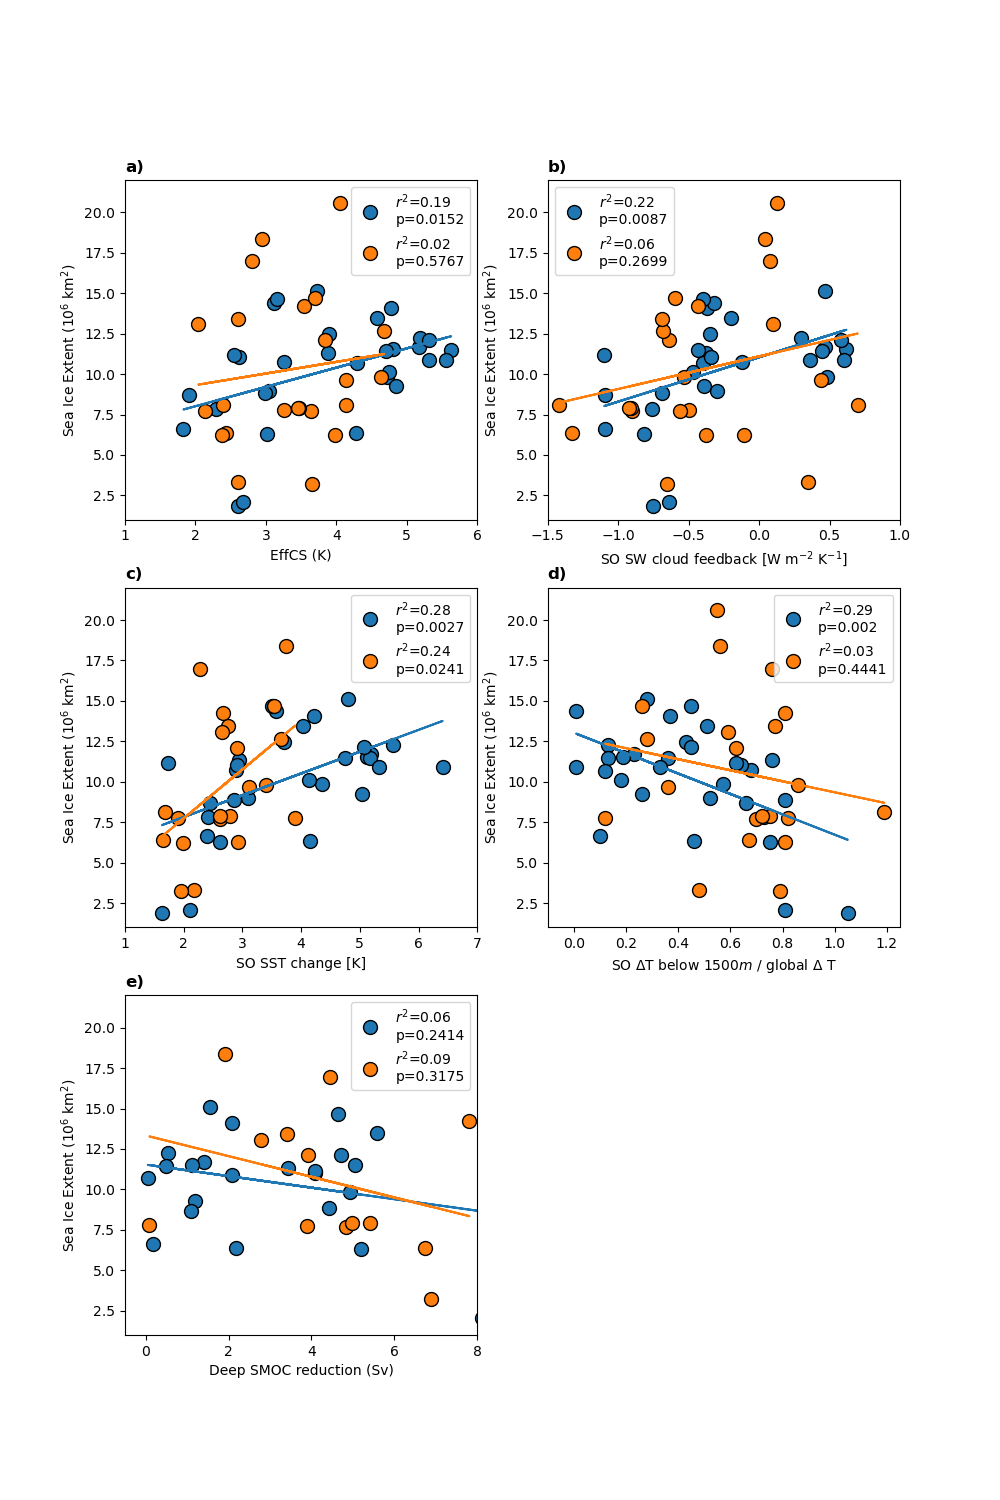 a)
20.0
17.5
15.0
12.5
10.0
7.5
5.0
2.5
Sea Ice Extent (10⁶ km²)
1 2 3 4 5 6
EffCS (K)
r²=0.19
p=0.0152
r²=0.02
p=0.5767
b)
20.0
17.5
15.0
12.5
10.0
7.5
5.0
2.5
Sea Ice Extent (10⁶ km²)
−1.5 −1.0 −0.5 0.0 0.5 1.0
SO SW cloud feedback [W m⁻² K⁻¹]
r²=0.22
p=0.0087
r²=0.06
p=0.2699
c)
20.0
17.5
15.0
12.5
10.0
7.5
5.0
2.5
Sea Ice Extent (10⁶ km²)
1 2 3 4 5 6 7
SO SST change [K]
r²=0.28
p=0.0027
r²=0.24
p=0.0241
d)
20.0
17.5
15.0
12.5
10.0
7.5
5.0
2.5
Sea Ice Extent (10⁶ km²)
0.0 0.2 0.4 0.6 0.8 1.0 1.2
SO ΔT below 1500m / global Δ T
r²=0.29
p=0.002
r²=0.03
p=0.4441
e)
20.0
17.5
15.0
12.5
10.0
7.5
5.0
2.5
Sea Ice Extent (10⁶ km²)
0 2 4 6 8
Deep SMOC reduction (Sv)
r²=0.06
p=0.2414
r²=0.09
p=0.3175